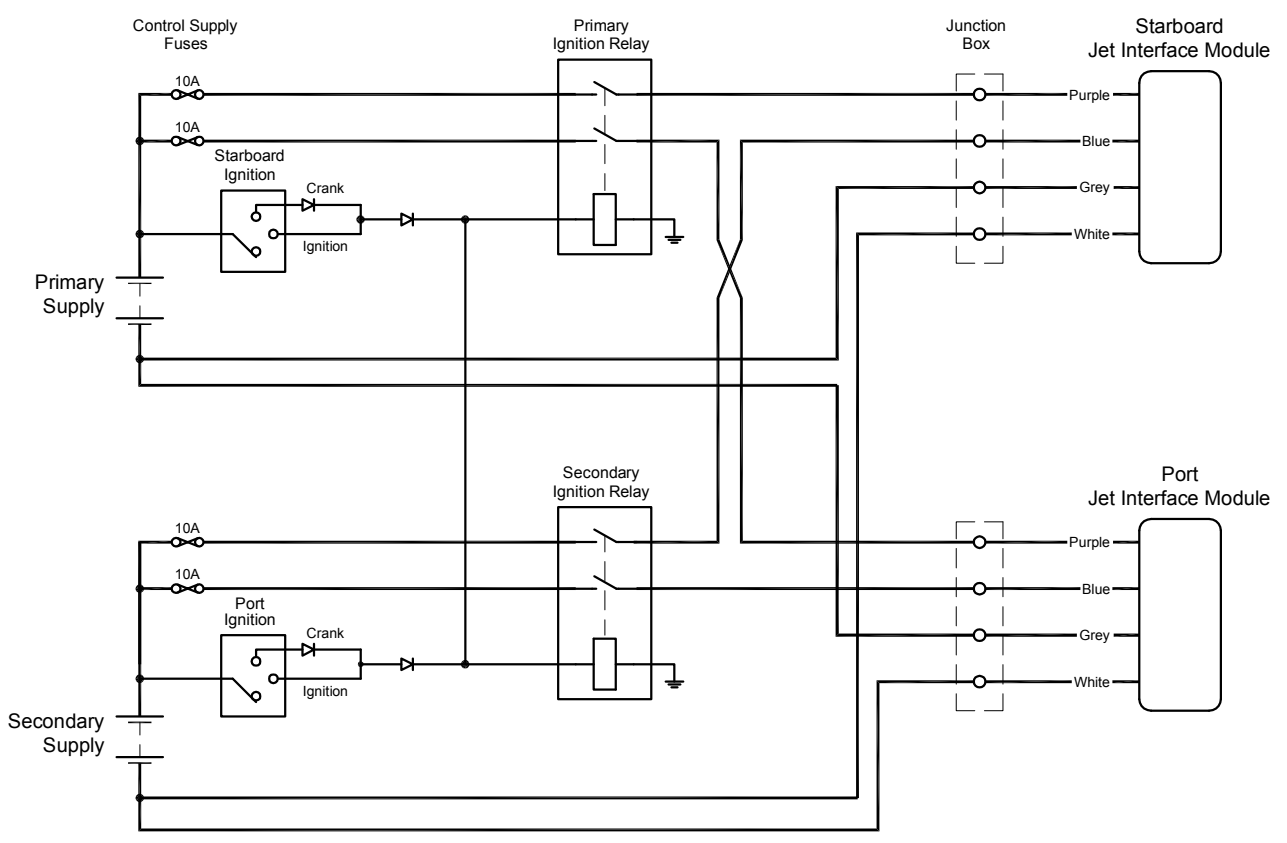 Control Supply
Fuses
Primary
Ignition Relay
Junction
Box
Starboard
Jet Interface Module
10A
Purple
10A
Blue
Starboard
Ignition
Crank
Grey
Ignition
White
Primary
Supply
Secondary
Ignition Relay
Port
Jet Interface Module
10A
Purple
10A
Blue
Port
Ignition
Crank
Grey
Ignition
White
Secondary
Supply